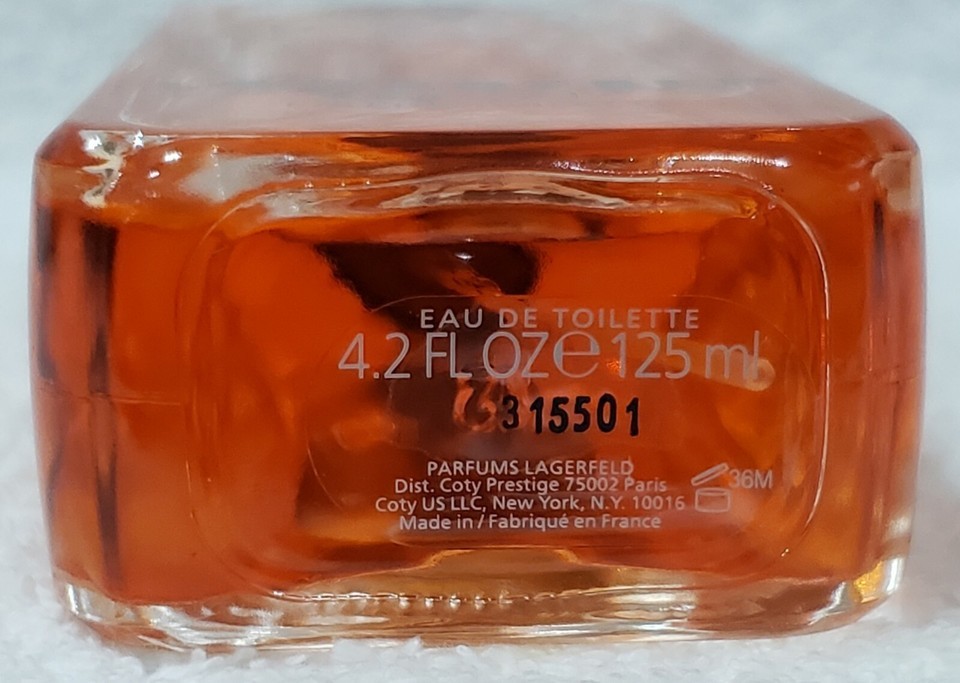 EAU DE TOILETTE
4.2 FL OZ ℮ 125 ml
315501
PARFUMS LAGERFELD
Dist. Coty Prestige 75002 Paris
Coty US LLC, New York, N.Y. 10016
Made in / Fabriqué en France
36M